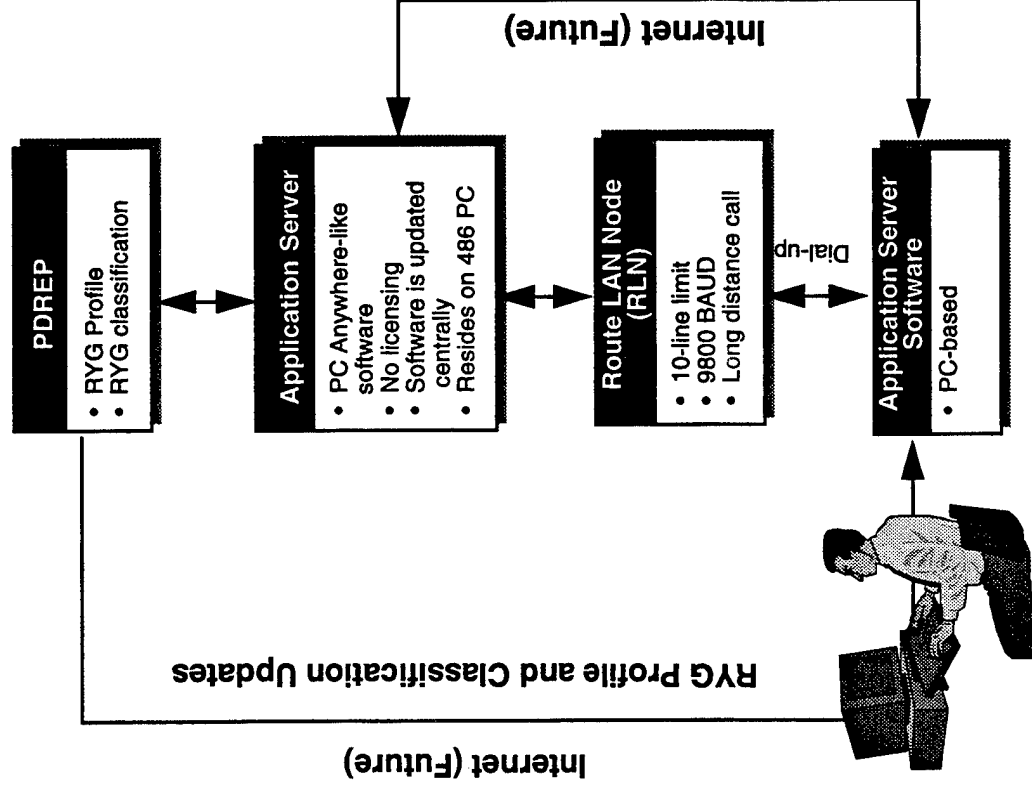 PDREP
• RYG Profile
• RYG classification
Application Server
• PC Anywhere-like
software
• No licensing
• Software is updated
centrally
• Resides on 486 PC
Route LAN Node
(RLN)
• 10-line limit
• 9800 BAUD
• Long distance call
Dial-up
Application Server
Software
• PC-based
Internet (Future)
RYG Profile and Classification Updates
Internet (Future)